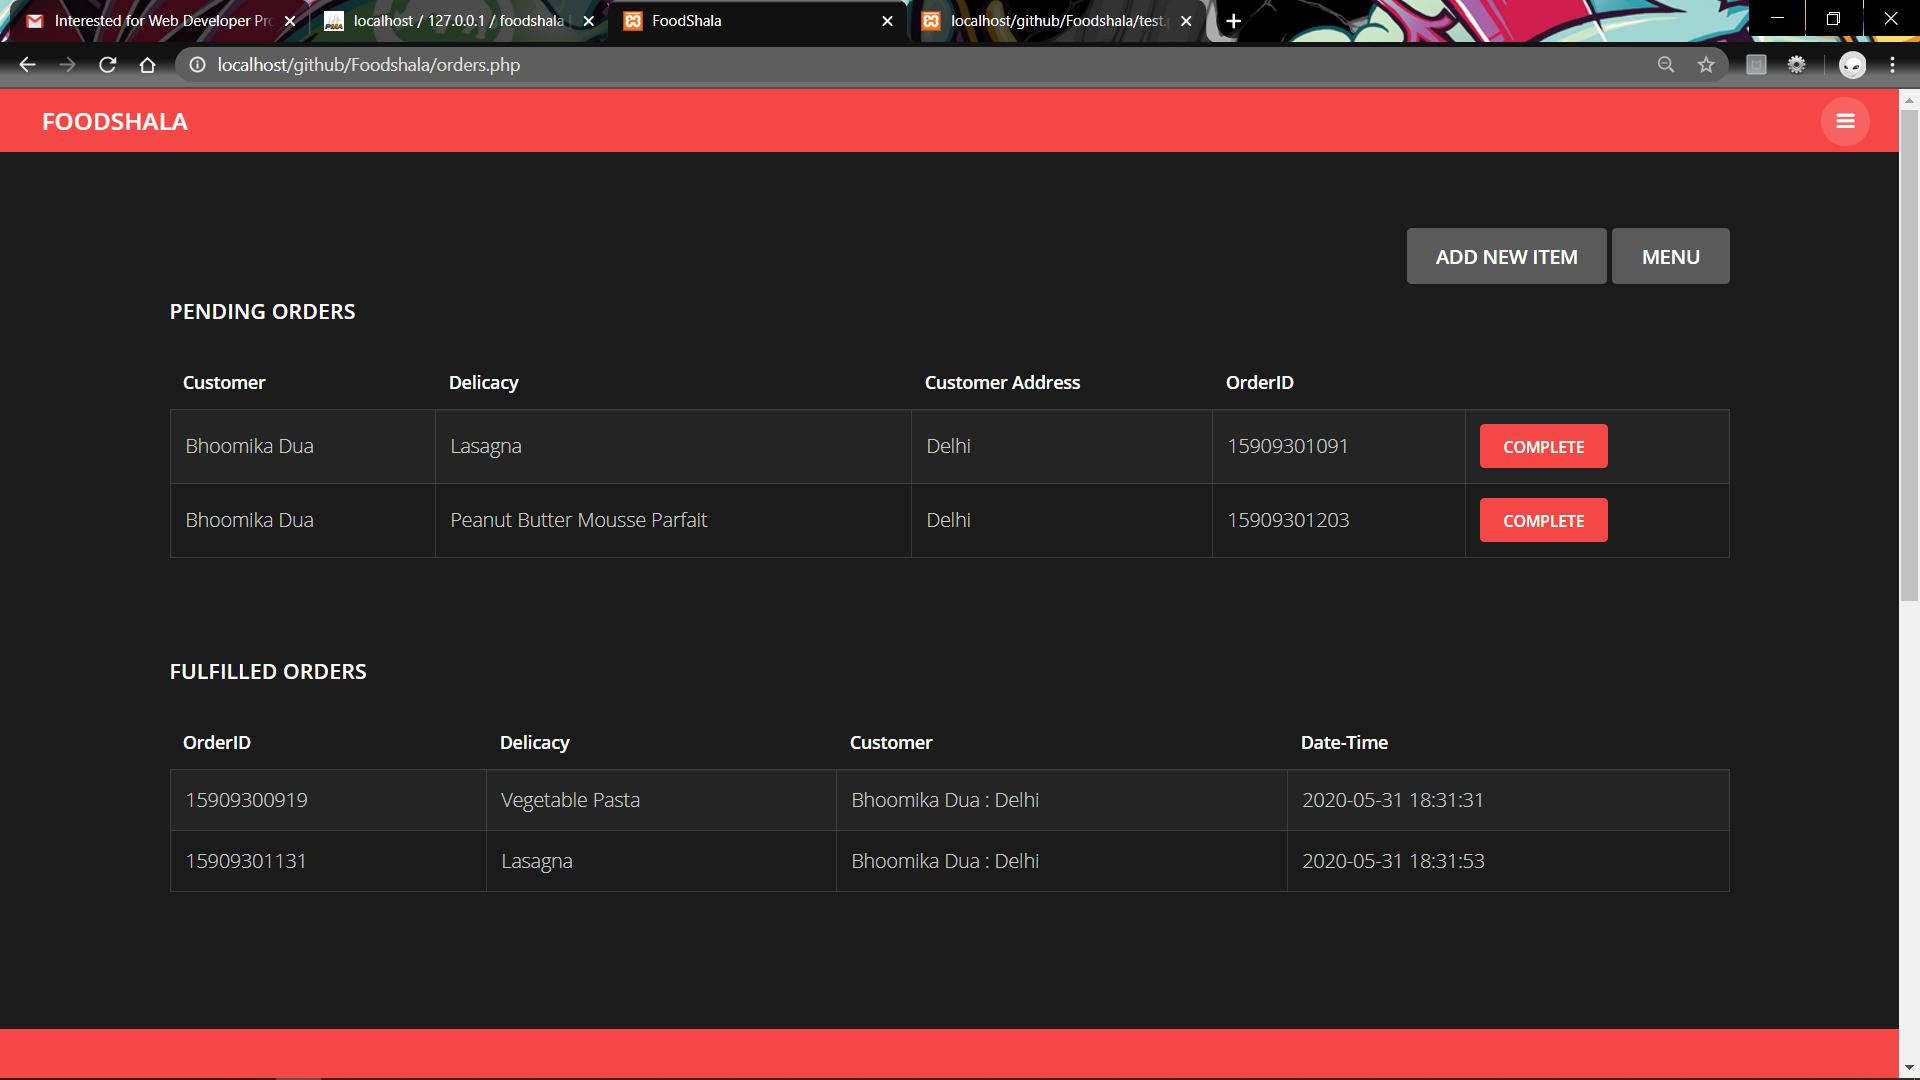 Interested for Web Developer Pr
localhost / 127.0.0.1 / foodshala
FoodShala
localhost/github/Foodshala/test.
localhost/github/Foodshala/orders.php
FOODSHALA
ADD NEW ITEM MENU
PENDING ORDERS
Customer Delicacy Customer Address OrderID
Bhoomika Dua Lasagna Delhi 15909301091 COMPLETE
Bhoomika Dua Peanut Butter Mousse Parfait Delhi 15909301203 COMPLETE
FULFILLED ORDERS
OrderID Delicacy Customer Date-Time
15909300919 Vegetable Pasta Bhoomika Dua : Delhi 2020-05-31 18:31:31
15909301131 Lasagna Bhoomika Dua : Delhi 2020-05-31 18:31:53